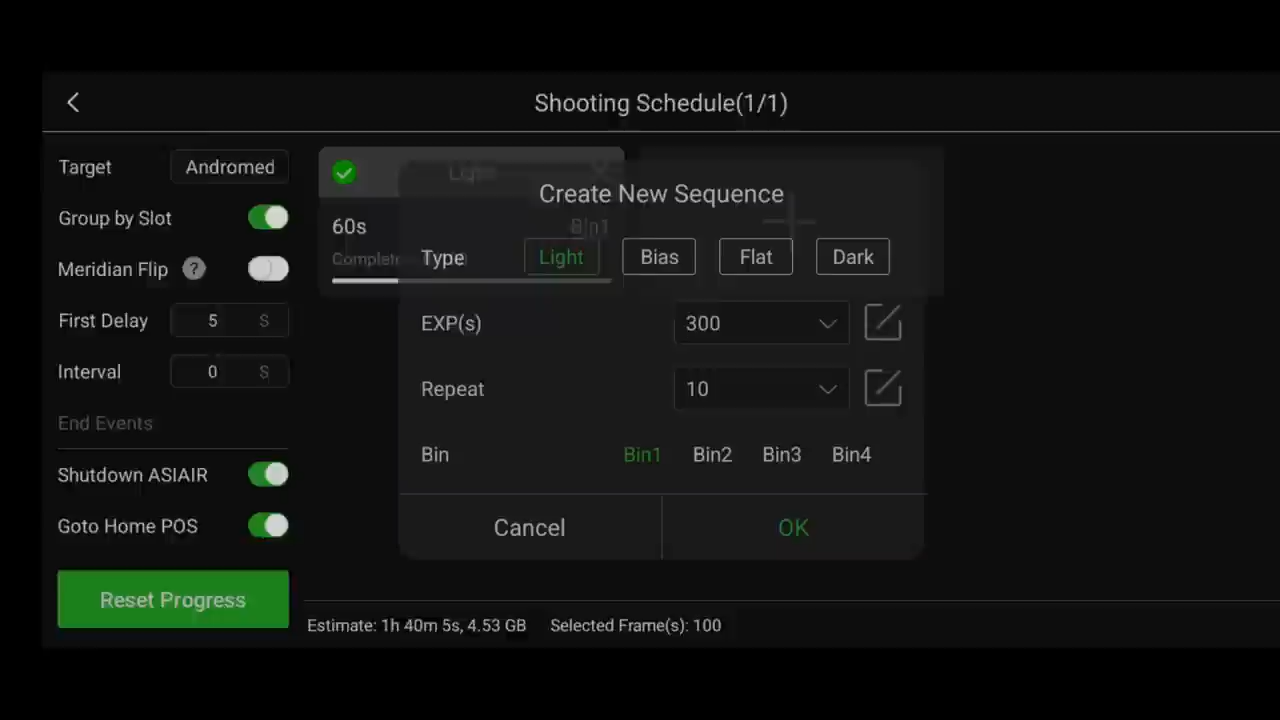 Shooting Schedule(1/1)
Target Andromed
Group by Slot
Meridian Flip ?
First Delay 5 S
Interval 0 S
End Events
Shutdown ASIAIR
Goto Home POS
Reset Progress
Light
60s Bin1
Create New Sequence
Type Light Bias Flat Dark
EXP(s) 300
Repeat 10
Bin Bin1 Bin2 Bin3 Bin4
Cancel OK
Estimate: 1h 40m 5s, 4.53 GB Selected Frame(s): 100